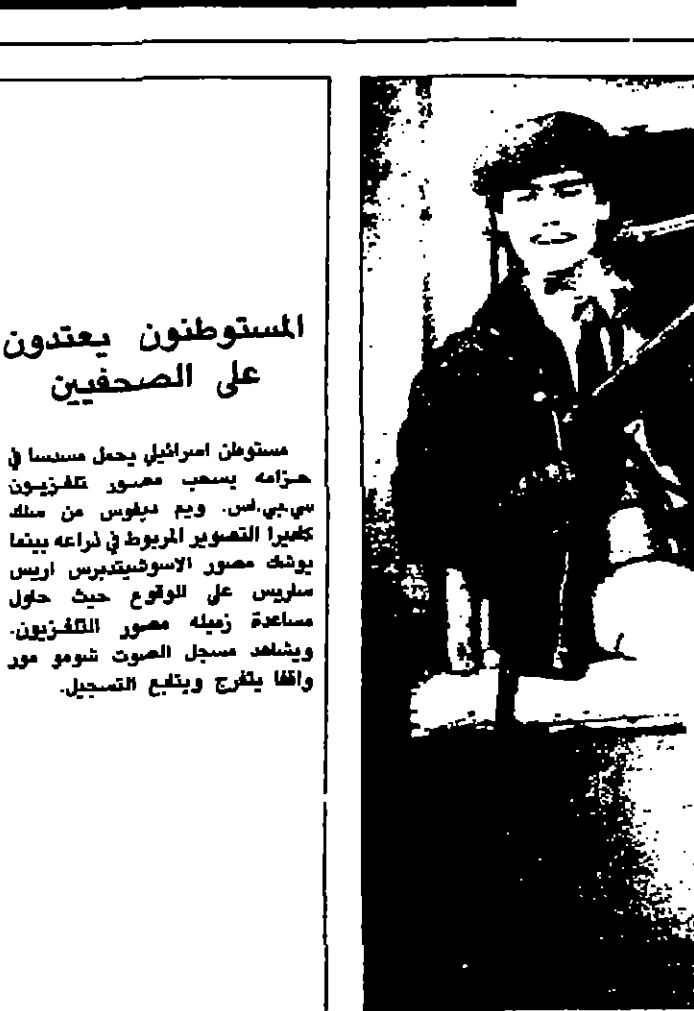 المستوطنون يعتدون
على الصحفيين
مستوطن اسرائيلي يحمل مسدسا في
حزامه يسحب مصور تلفزيون
سي.بي.اس. ويم ديفوس من سلك
كاميرا التصوير المربوط في ذراعه بينما
يوشك مصور الاسوشيتدبرس اريس
ساريس على الوقوع حيث حاول
مساعدة زميله مصور التلفزيون.
ويشاهد مسجل الصوت شومو مور
واقفا يتفرج ويتابع التسجيل.